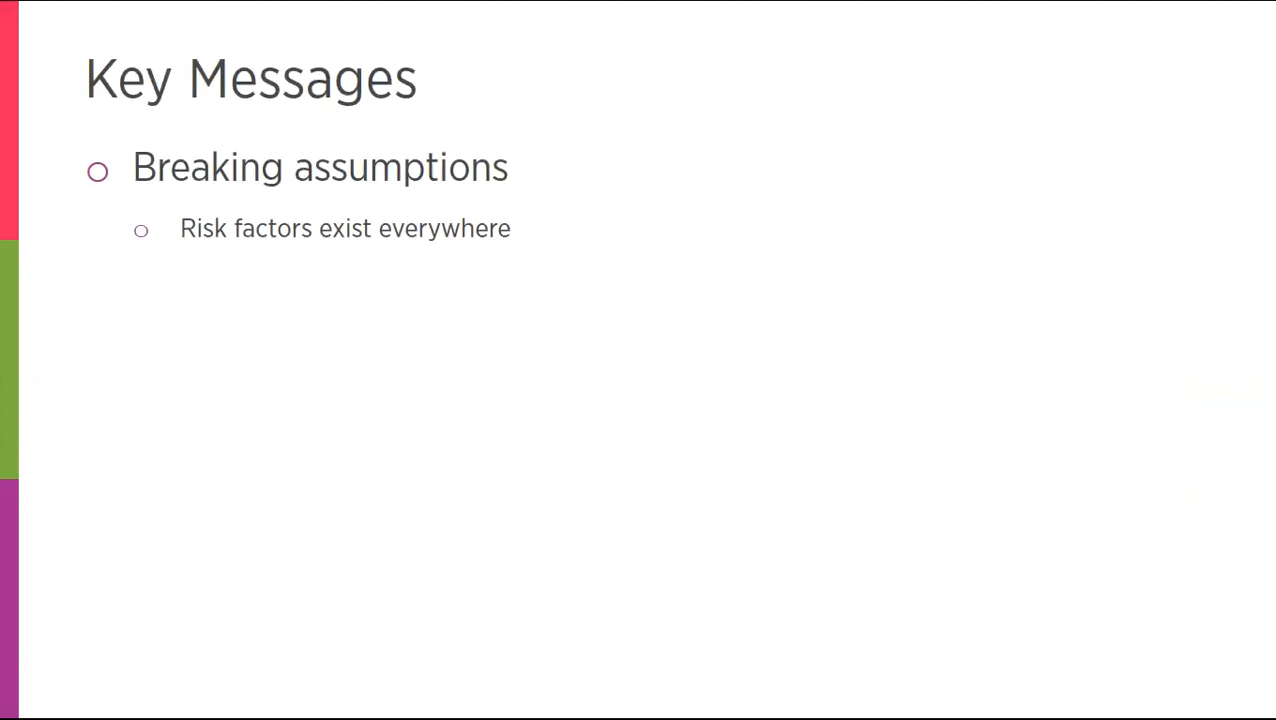 Key Messages
Breaking assumptions
Risk factors exist everywhere